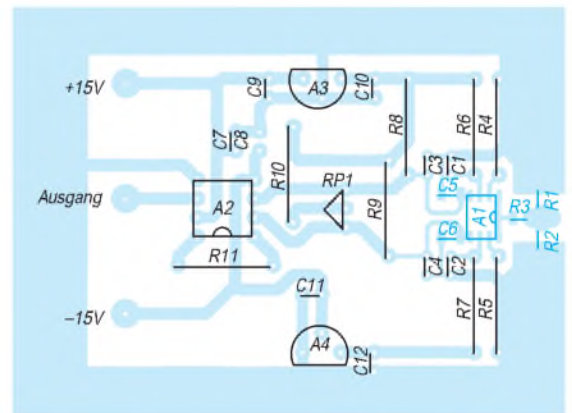 +15V
C9
A3
C10
C7
C8
R10
R8
R6
R4
C3
C1
RP1
R9
C5
Ausgang
A2
A1
R3
R1
R2
C6
R11
C4
C2
C11
–15V
R7
R5
A4
C12